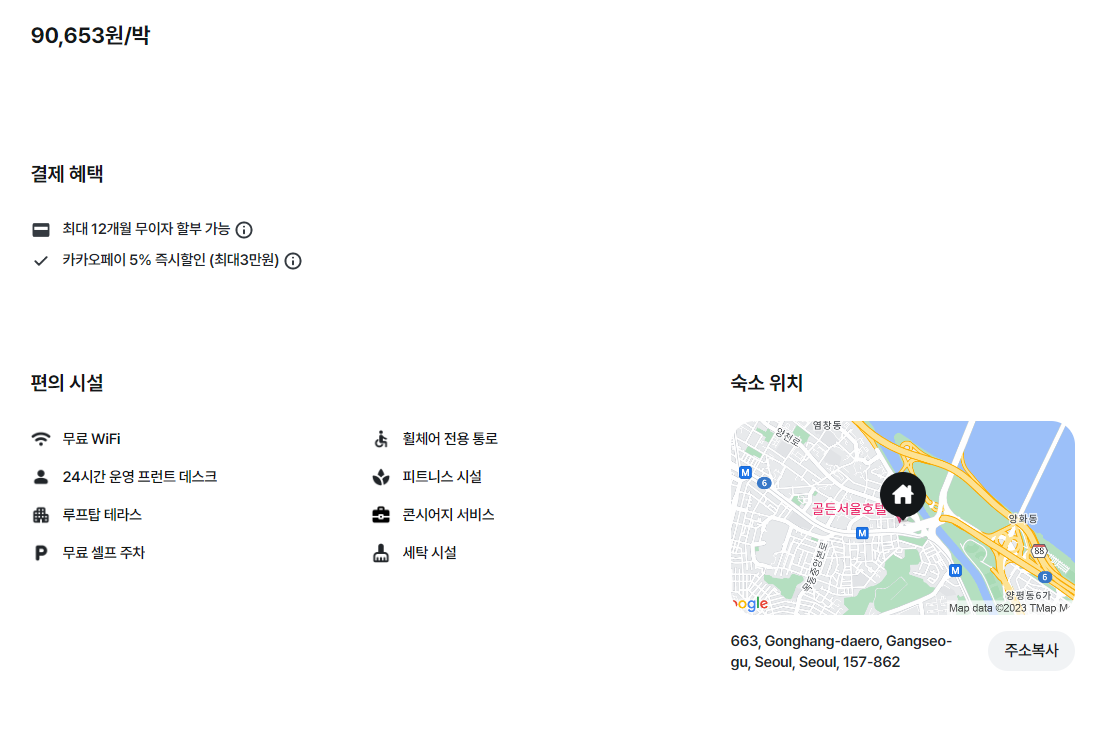 90,653원/박
결제 혜택
최대 12개월 무이자 할부 가능
카카오페이 5% 즉시할인 (최대3만원)
편의 시설
무료 WiFi
24시간 운영 프런트 데스크
루프탑 테라스
무료 셀프 주차
휠체어 전용 통로
피트니스 시설
콘시어지 서비스
세탁 시설
숙소 위치
염창동
양천로
M
6
골든서울호텔
M
양화동
88
목동중앙본로
M
6
양평동6가
oogle
Map data ©2023 TMap M
663, Gonghang-daero, Gangseo-
gu, Seoul, Seoul, 157-862
주소복사